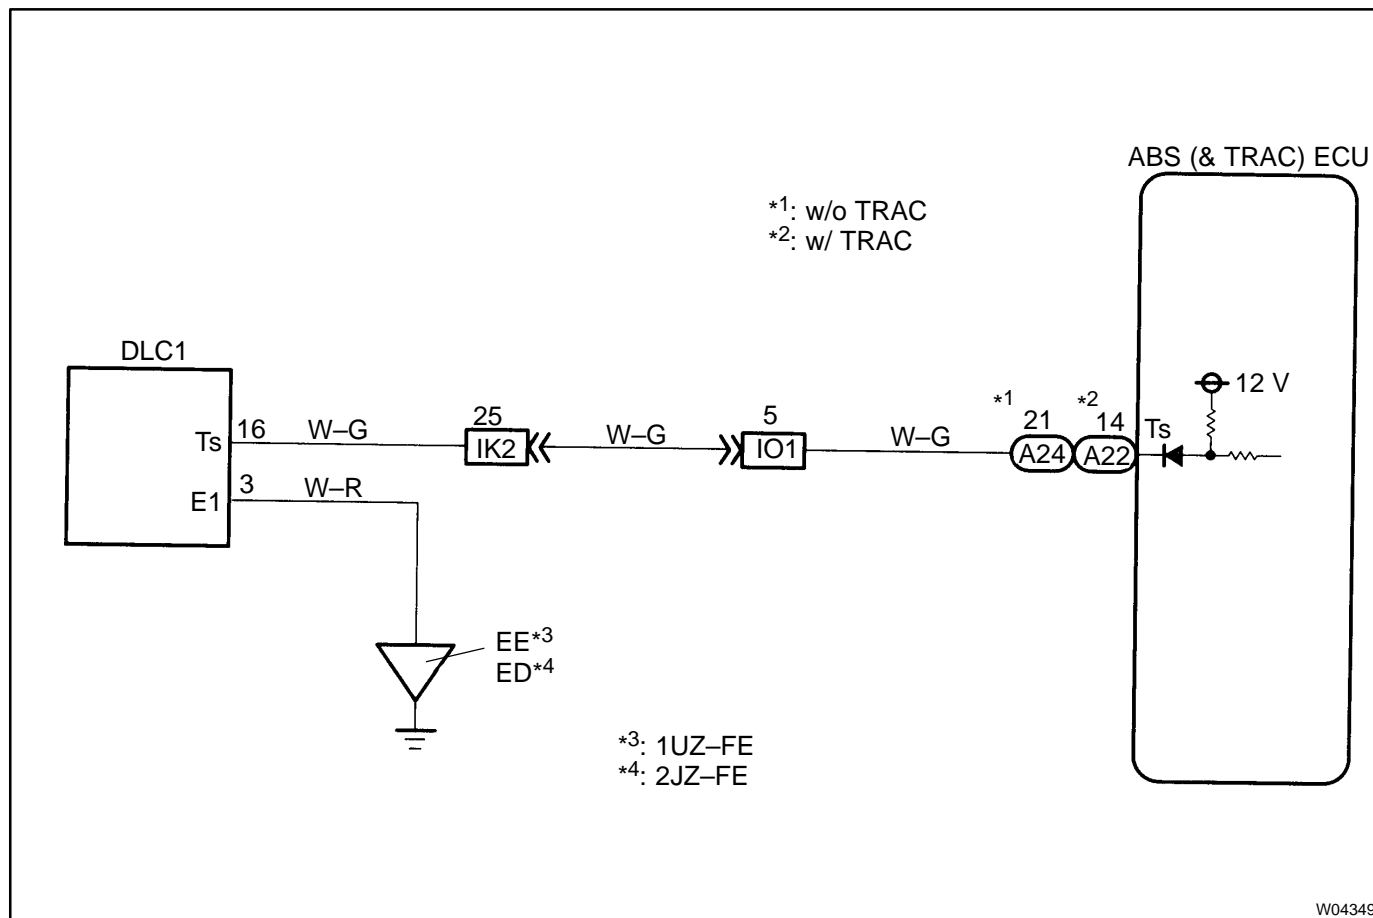 ABS (& TRAC) ECU
*1: w/o TRAC
*2: w/ TRAC
DLC1
12 V
Ts 16 W–G 25 W–G 5 W–G *1 21 *2 14 Ts
IK2 IO1 A24 A22
E1 3 W–R
EE*3
ED*4
*3: 1UZ–FE
*4: 2JZ–FE
W04349